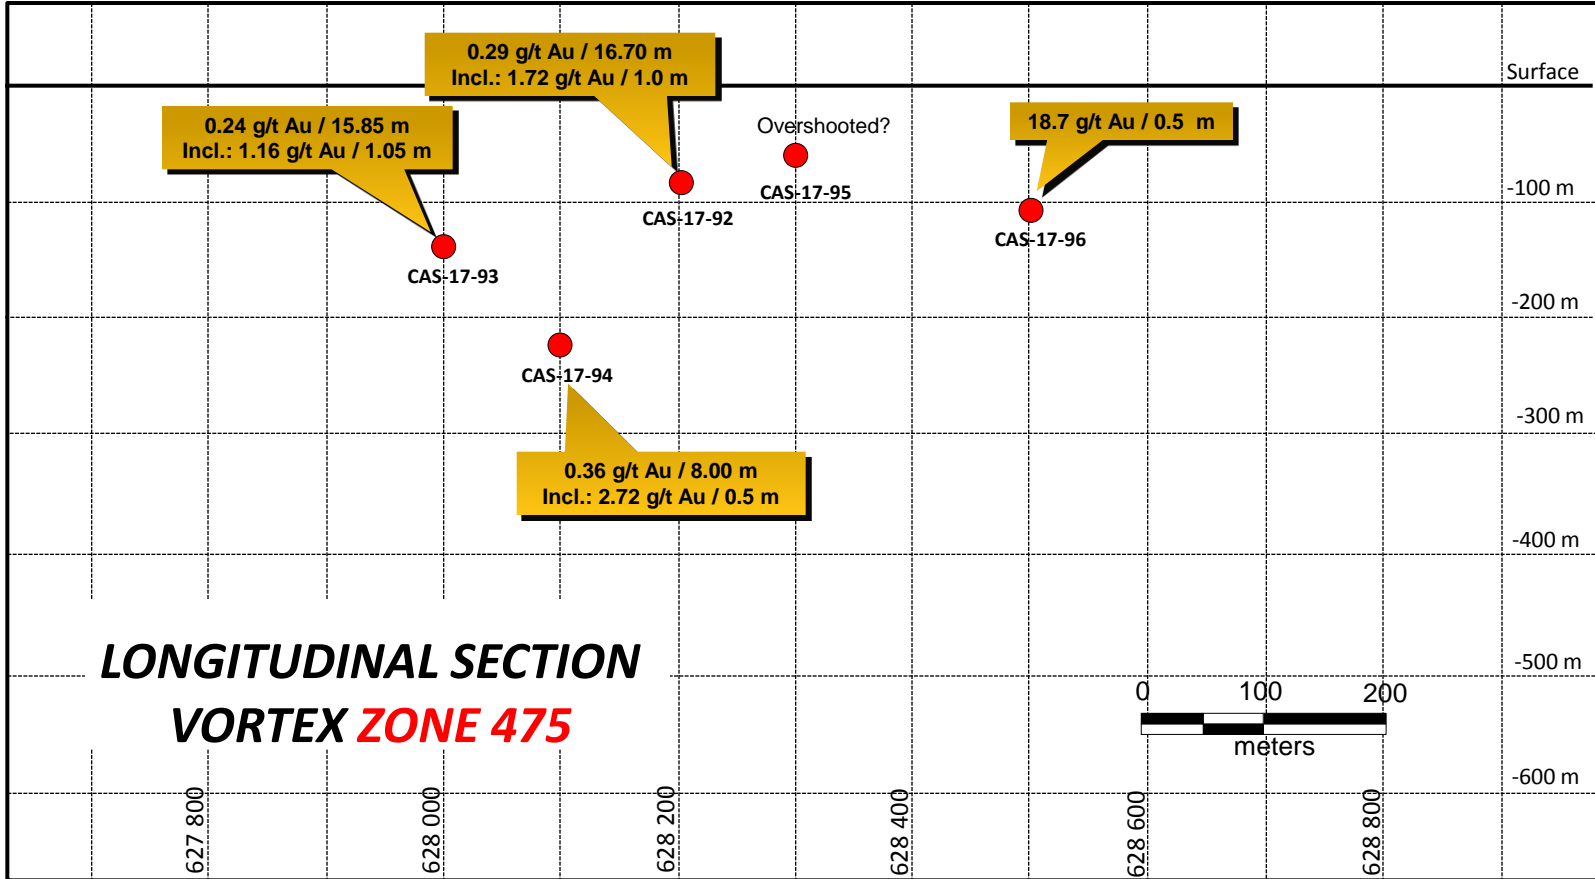 0.29 g/t Au / 16.70 m
Incl.: 1.72 g/t Au / 1.0 m
Surface
0.24 g/t Au / 15.85 m
Incl.: 1.16 g/t Au / 1.05 m
Overshooted?
18.7 g/t Au / 0.5 m
CAS-17-95
-100 m
CAS-17-92
CAS-17-96
CAS-17-93
-200 m
CAS-17-94
-300 m
0.36 g/t Au / 8.00 m
Incl.: 2.72 g/t Au / 0.5 m
-400 m
LONGITUDINAL SECTION
VORTEX ZONE 475
-500 m
0 100 200
meters
-600 m
627 800
628 000
628 200
628 400
628 600
628 800